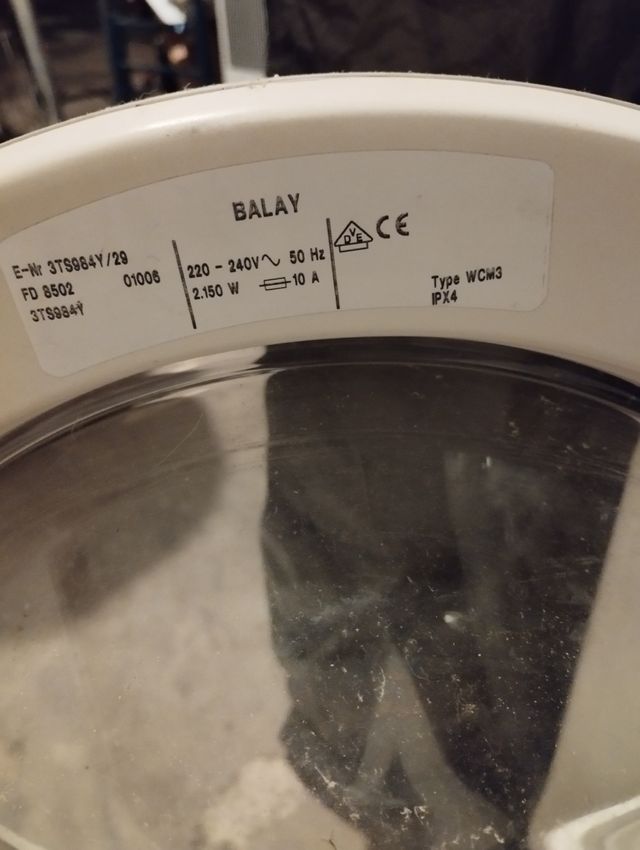 BALAY
E-Nr 3TS984Y/29
FD 8502 01006
3TS984Y
220 - 240V∿ 50 Hz
2.150 W 10 A
DVE CE
Type WCM3
IPX4